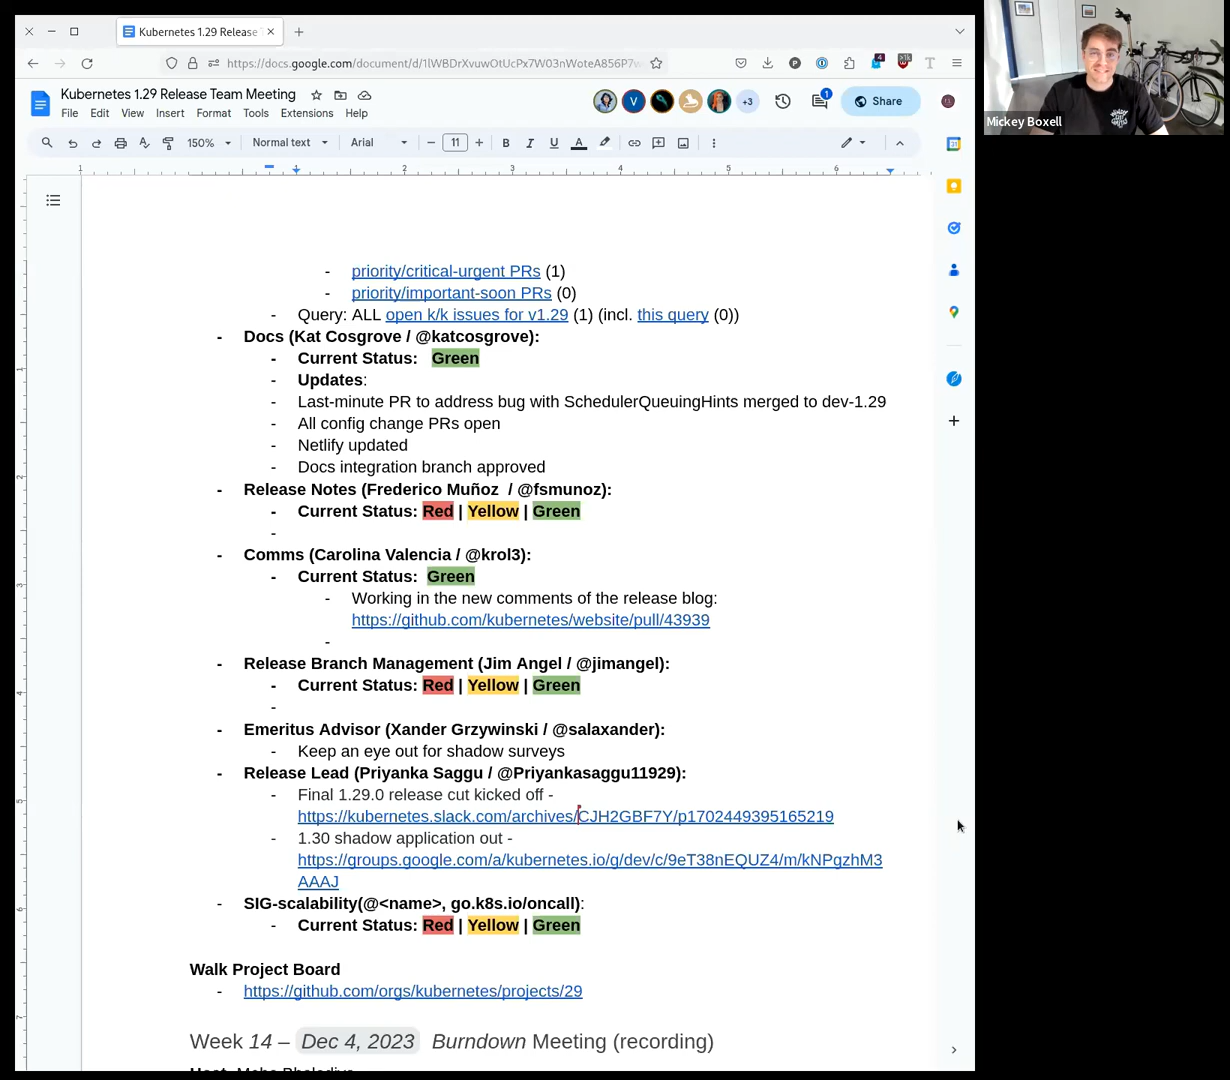 Kubernetes 1.29 Release T
https://docs.google.com/document/d/1lWBDrXvuwOtUcPx7W03nWoteA856P7w
Kubernetes 1.29 Release Team Meeting
+3
1
Share
File Edit View Insert Format Tools Extensions Help
150% Normal text Arial 11 B I U A
priority/critical-urgent PRs (1)
priority/important-soon PRs (0)
Query: ALL open k/k issues for v1.29 (1) (incl. this query (0))
- Docs (Kat Cosgrove / @katcosgrove):
- Current Status: Green
- Updates:
- Last-minute PR to address bug with SchedulerQueuingHints merged to dev-1.29
- All config change PRs open
- Netlify updated
- Docs integration branch approved
- Release Notes (Frederico Muñoz / @fsmunoz):
- Current Status: Red | Yellow | Green
-
- Comms (Carolina Valencia / @krol3):
- Current Status: Green
- Working in the new comments of the release blog:
https://github.com/kubernetes/website/pull/43939
-
- Release Branch Management (Jim Angel / @jimangel):
- Current Status: Red | Yellow | Green
-
- Emeritus Advisor (Xander Grzywinski / @salaxander):
- Keep an eye out for shadow surveys
- Release Lead (Priyanka Saggu / @Priyankasaggu11929):
- Final 1.29.0 release cut kicked off -
https://kubernetes.slack.com/archives/CJH2GBF7Y/p1702449395165219
- 1.30 shadow application out -
https://groups.google.com/a/kubernetes.io/g/dev/c/9eT38nEQUZ4/m/kNPgzhM3
AAAJ
- SIG-scalability(@<name>, go.k8s.io/oncall):
- Current Status: Red | Yellow | Green
Walk Project Board
- https://github.com/orgs/kubernetes/projects/29
Week 14 – Dec 4, 2023 Burndown Meeting (recording)
Mickey Boxell